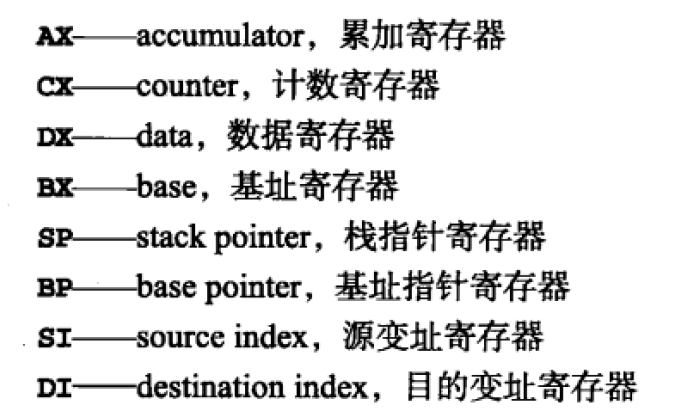 AX——accumulator，累加寄存器
CX——counter，计数寄存器
DX——data，数据寄存器
BX——base，基址寄存器
SP——stack pointer，栈指针寄存器
BP——base pointer，基址指针寄存器
SI——source index，源变址寄存器
DI——destination index，目的变址寄存器